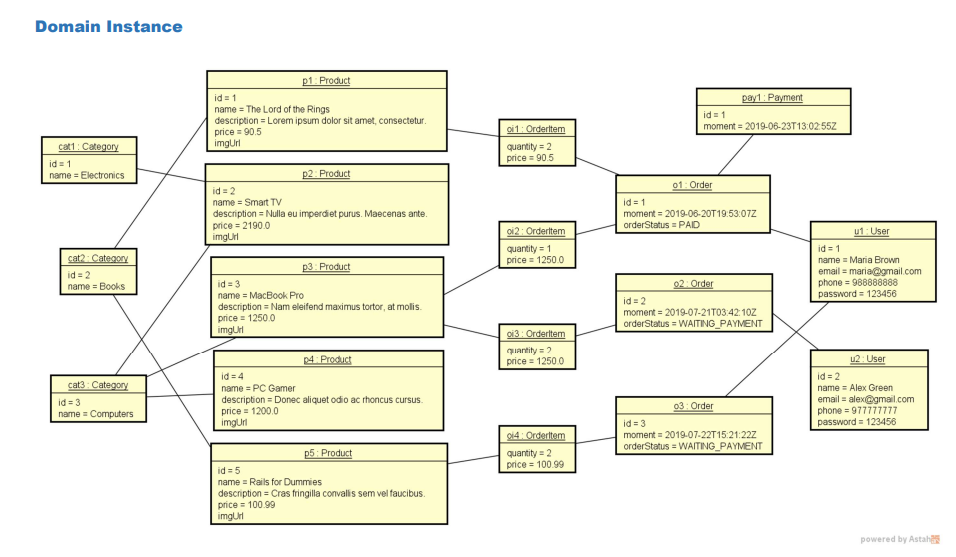 Domain Instance
p1 : Product
id = 1
name = The Lord of the Rings
description = Lorem ipsum dolor sit amet, consectetur.
price = 90.5
imgUrl
pay1 : Payment
id = 1
moment = 2019-06-23T13:02:55Z
oi1 : OrderItem
quantity = 2
price = 90.5
cat1 : Category
id = 1
name = Electronics
p2 : Product
id = 2
name = Smart TV
description = Nulla eu imperdiet purus. Maecenas ante.
price = 2190.0
imgUrl
o1 : Order
id = 1
moment = 2019-06-20T19:53:07Z
orderStatus = PAID
oi2 : OrderItem
quantity = 1
price = 1250.0
u1 : User
id = 1
name = Maria Brown
email = maria@gmail.com
phone = 988888888
password = 123456
cat2 : Category
id = 2
name = Books
p3 : Product
id = 3
name = MacBook Pro
description = Nam eleifend maximus tortor, at mollis.
price = 1250.0
imgUrl
o2 : Order
id = 2
moment = 2019-07-21T03:42:10Z
orderStatus = WAITING_PAYMENT
oi3 : OrderItem
quantity = 2
price = 1250.0
p4 : Product
id = 4
name = PC Gamer
description = Donec aliquet odio ac rhoncus cursus.
price = 1200.0
imgUrl
u2 : User
id = 2
name = Alex Green
email = alex@gmail.com
phone = 977777777
password = 123456
cat3 : Category
id = 3
name = Computers
o3 : Order
id = 3
moment = 2019-07-22T15:21:22Z
orderStatus = WAITING_PAYMENT
oi4 : OrderItem
quantity = 2
price = 100.99
p5 : Product
id = 5
name = Rails for Dummies
description = Cras fringilla convallis sem vel faucibus.
price = 100.99
imgUrl
powered by Astah